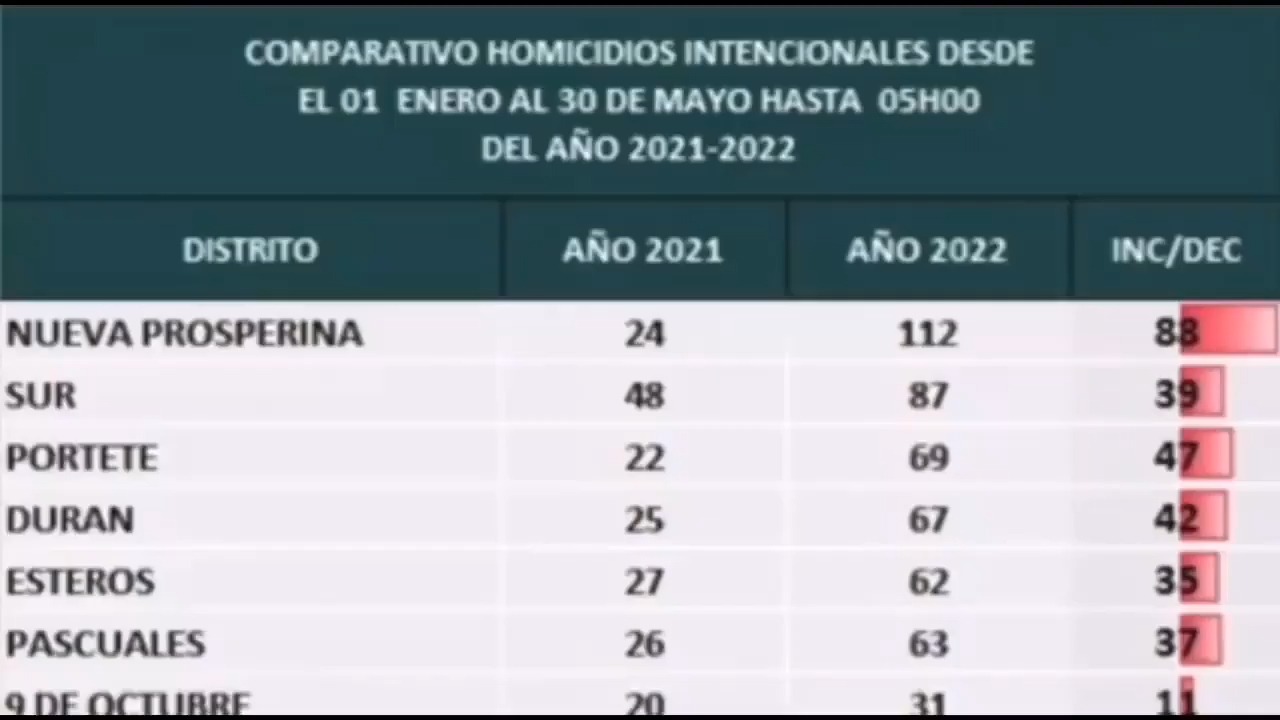 COMPARATIVO HOMICIDIOS INTENCIONALES DESDE
EL 01 ENERO AL 30 DE MAYO HASTA 05H00
DEL AÑO 2021-2022
DISTRITO AÑO 2021 AÑO 2022 INC/DEC
NUEVA PROSPERINA 24 112 88
SUR 48 87 39
PORTETE 22 69 47
DURAN 25 67 42
ESTEROS 27 62 35
PASCUALES 26 63 37
9 DE OCTUBRE 20 31 11